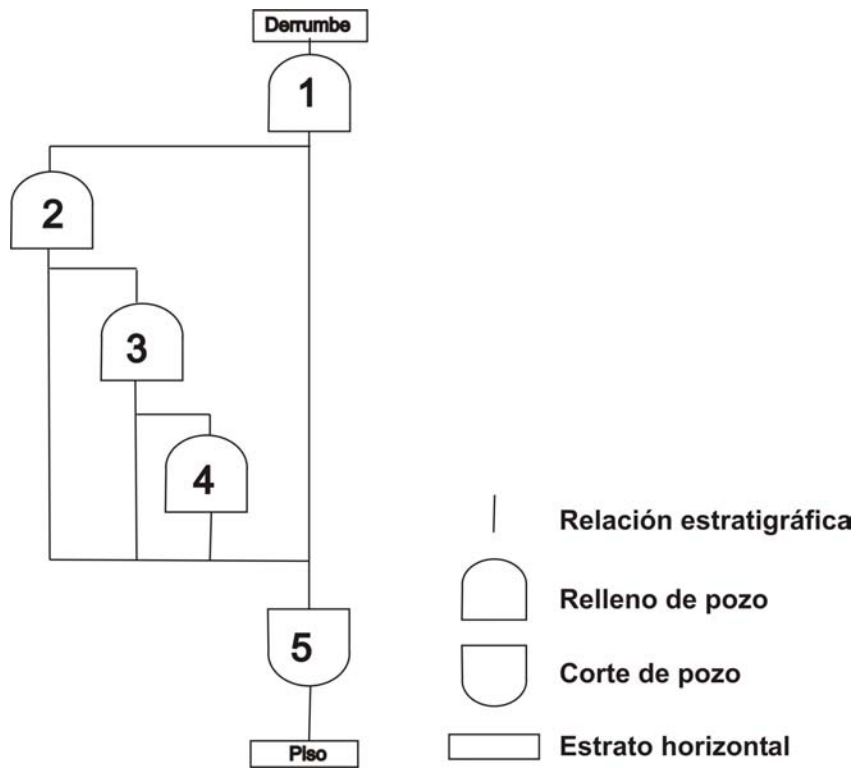 Derrumbe
1
2
3
4
5
Piso
Relación estratigráfica
Relleno de pozo
Corte de pozo
Estrato horizontal